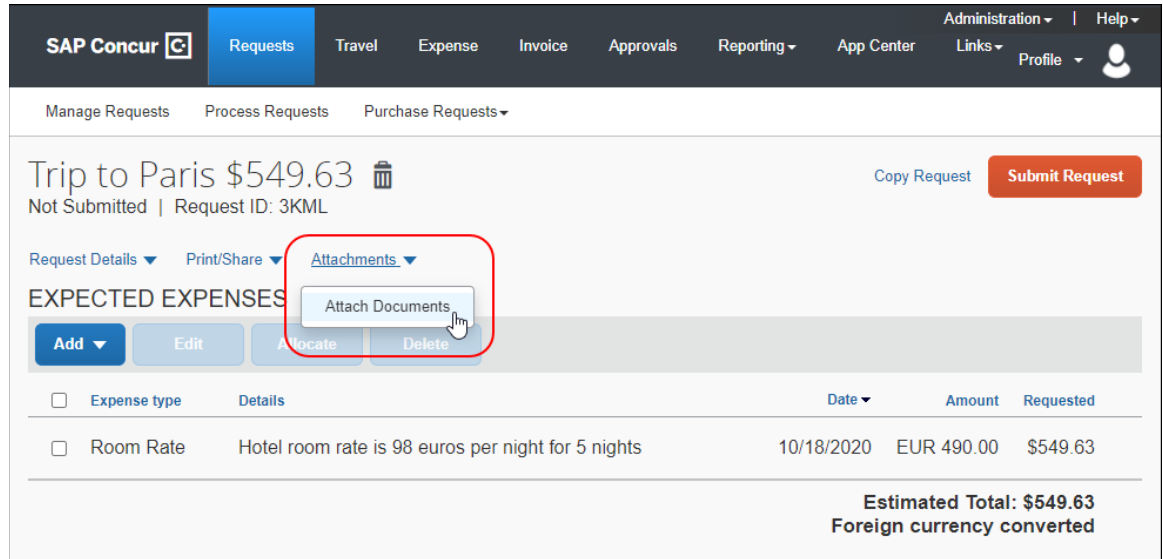 Administration | Help
SAP Concur C Requests Travel Expense Invoice Approvals Reporting App Center Links Profile
Manage Requests Process Requests Purchase Requests
Trip to Paris $549.63
Copy Request Submit Request
Not Submitted | Request ID: 3KML
Request Details Print/Share Attachments
EXPECTED EXPENSES
Attach Documents
Add Edit Allocate Delete
Expense type Details Date Amount Requested
Room Rate Hotel room rate is 98 euros per night for 5 nights 10/18/2020 EUR 490.00 $549.63
Estimated Total: $549.63
Foreign currency converted